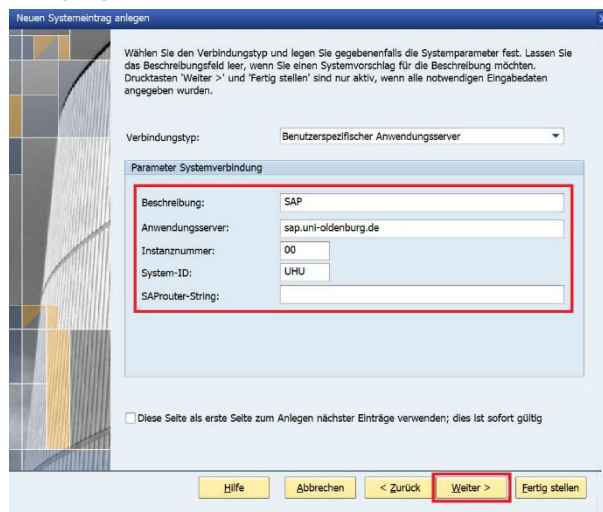 Neuen Systemeintrag anlegen
Wählen Sie den Verbindungstyp und legen Sie gegebenenfalls die Systemparameter fest. Lassen Sie
das Beschreibungsfeld leer, wenn Sie einen Systemvorschlag für die Beschreibung möchten.
Drucktasten 'Weiter >' und 'Fertig stellen' sind nur aktiv, wenn alle notwendigen Eingabedaten
angegeben wurden.
Verbindungstyp: Benutzerspezifischer Anwendungsserver
Parameter Systemverbindung
Beschreibung: SAP
Anwendungsserver: sap.uni-oldenburg.de
Instanznummer: 00
System-ID: UHU
SAProuter-String:
Diese Seite als erste Seite zum Anlegen nächster Einträge verwenden; dies ist sofort gültig
Hilfe Abbrechen < Zurück Weiter > Fertig stellen